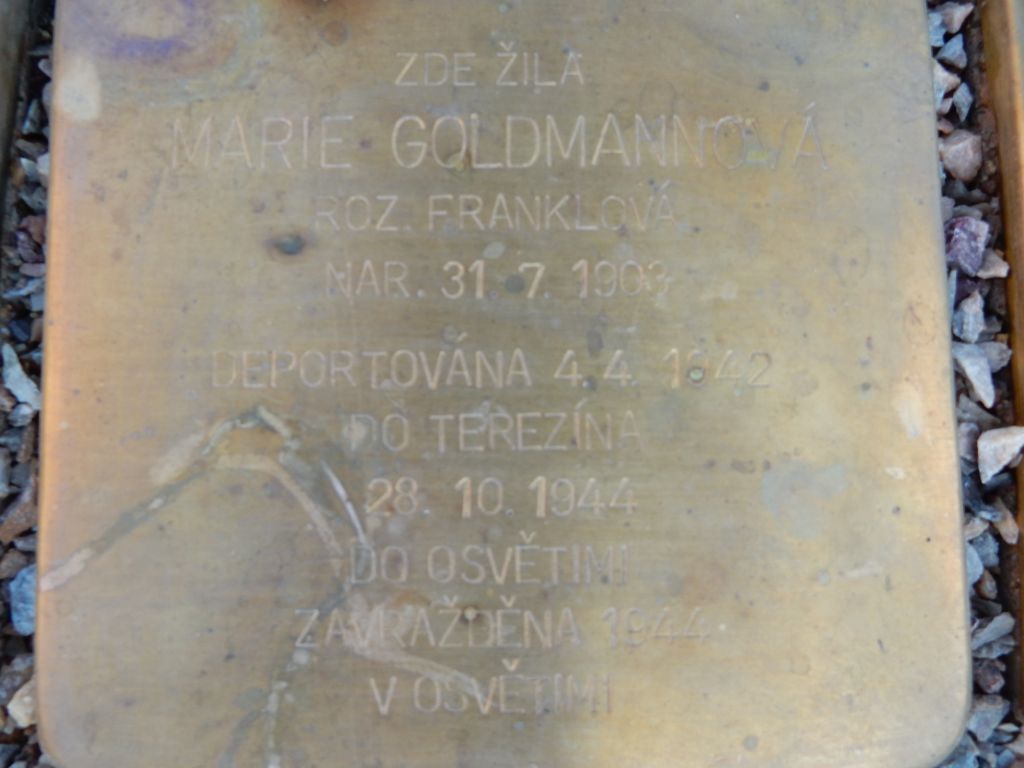 ZDE ŽILA
MARIE GOLDMANNOVÁ
ROZ. FRANKLOVÁ
NAR. 31. 7. 1903
DEPORTOVÁNA 4. 4. 1942
DO TEREZÍNA
28. 10. 1944
DO OSVĚTIMI
ZAVRAŽDĚNA 1944
V OSVĚTIMI